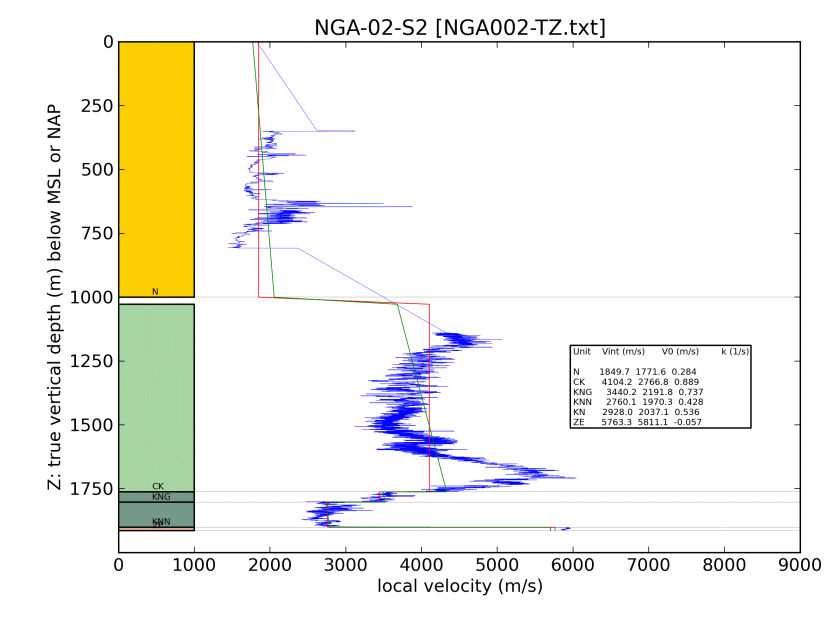 NGA-02-S2 [NGA002-TZ.txt]
Z: true vertical depth (m) below MSL or NAP
0
250
500
750
1000
1250
1500
1750
N
CK
KNG
KNN
Unit Vint (m/s) V0 (m/s) k (1/s)
N 1849.7 1771.6 0.284
CK 4104.2 2766.8 0.889
KNG 3440.2 2191.8 0.737
KNN 2760.1 1970.3 0.428
KN 2928.0 2037.1 0.536
ZE 5763.3 5811.1 -0.057
0 1000 2000 3000 4000 5000 6000 7000 8000 9000
local velocity (m/s)